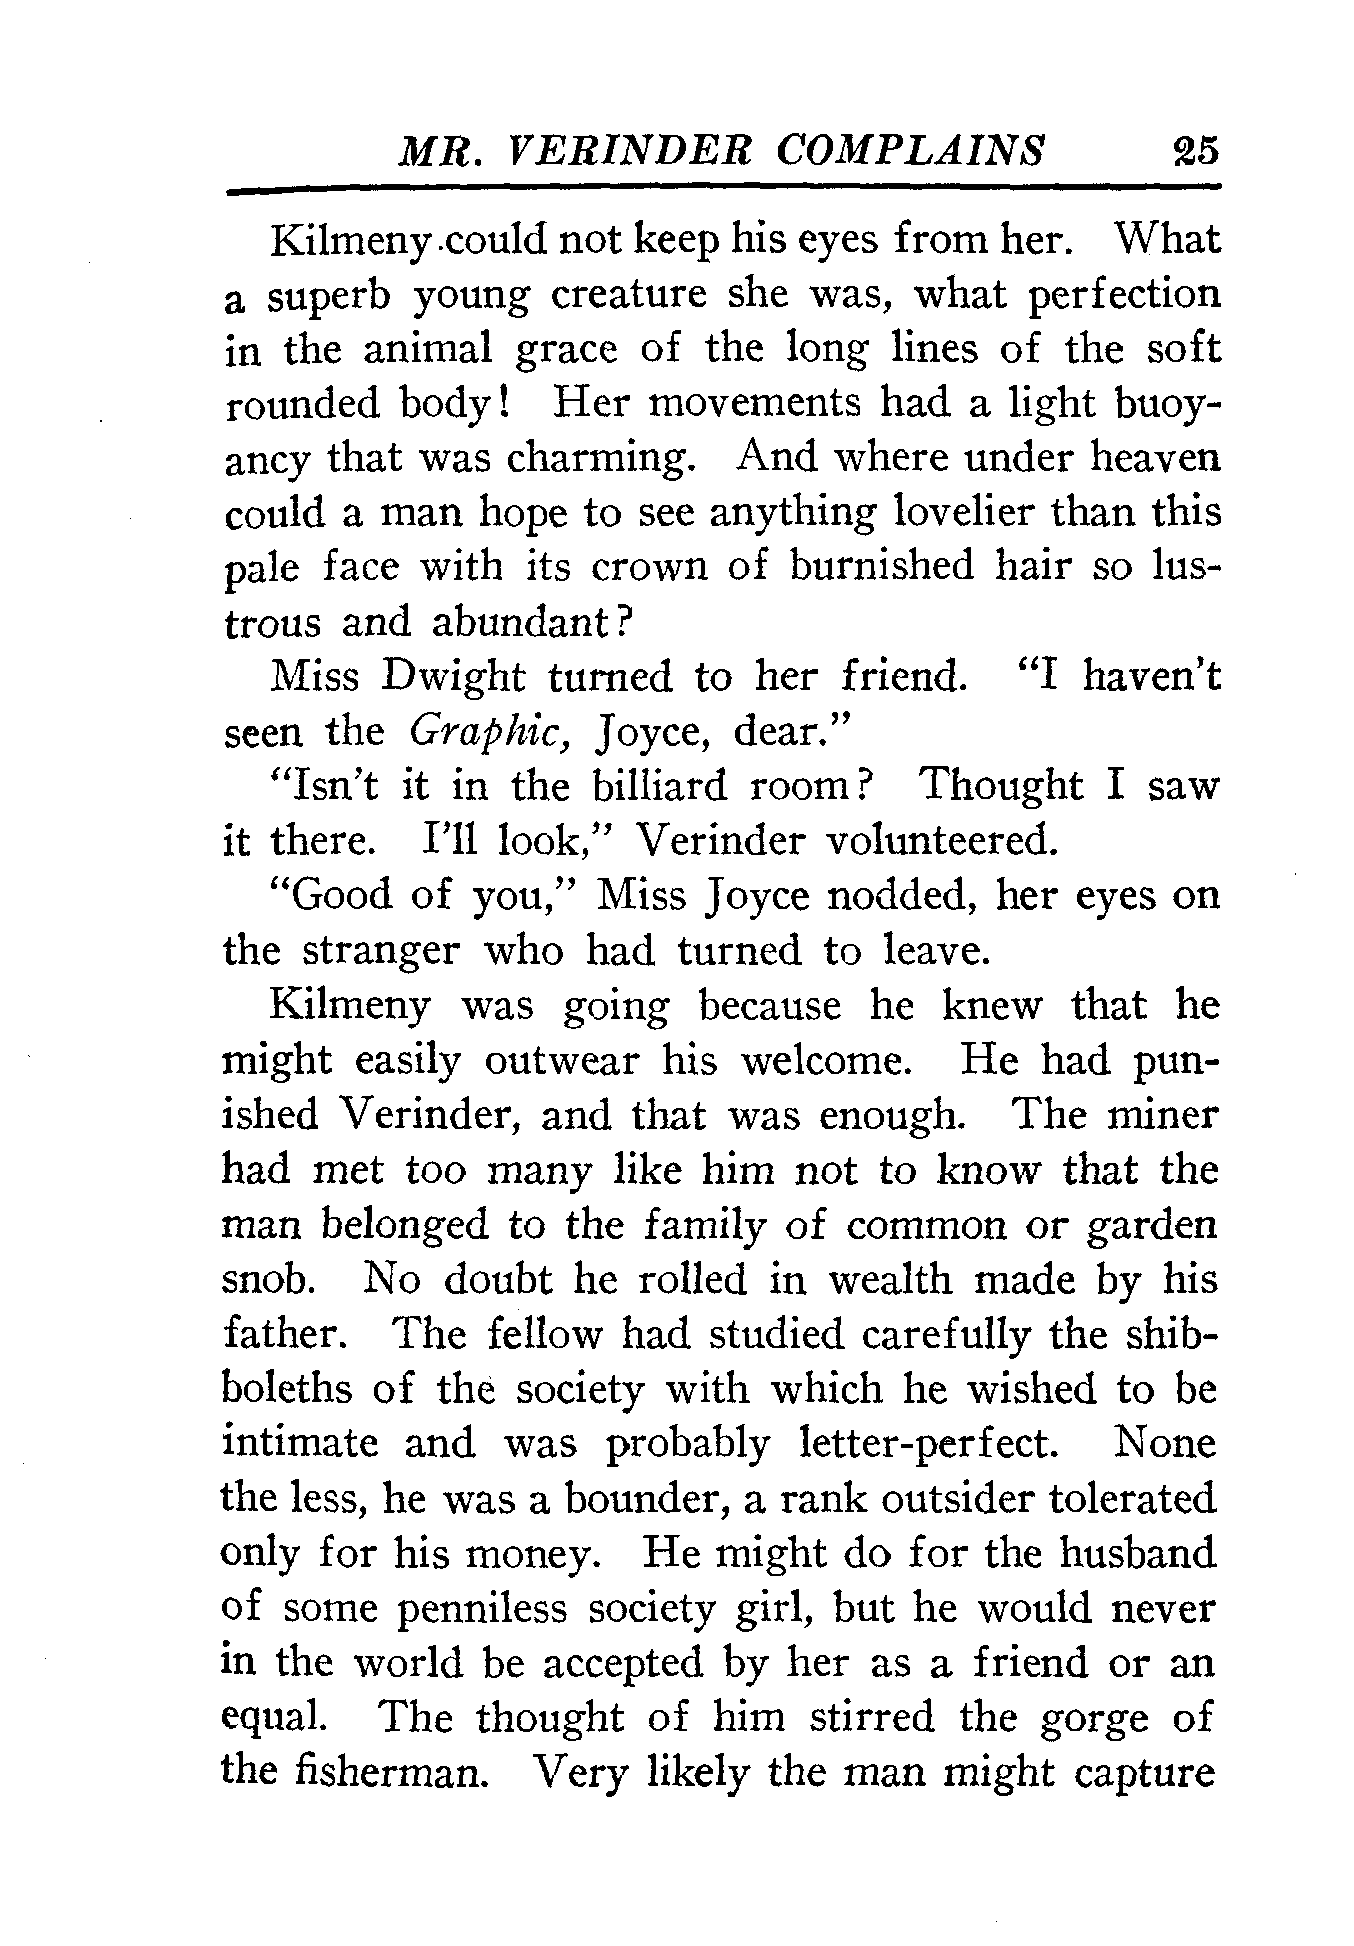 MR. VERINDER COMPLAINS 25
Kilmeny could not keep his eyes from her. What
a superb young creature she was, what perfection
in the animal grace of the long lines of the soft
rounded body! Her movements had a light buoy-
ancy that was charming. And where under heaven
could a man hope to see anything lovelier than this
pale face with its crown of burnished hair so lus-
trous and abundant?
Miss Dwight turned to her friend. "I haven't
seen the Graphic, Joyce, dear."
"Isn't it in the billiard room? Thought I saw
it there. I'll look," Verinder volunteered.
"Good of you," Miss Joyce nodded, her eyes on
the stranger who had turned to leave.
Kilmeny was going because he knew that he
might easily outwear his welcome. He had pun-
ished Verinder, and that was enough. The miner
had met too many like him not to know that the
man belonged to the family of common or garden
snob. No doubt he rolled in wealth made by his
father. The fellow had studied carefully the shib-
boleths of the society with which he wished to be
intimate and was probably letter-perfect. None
the less, he was a bounder, a rank outsider tolerated
only for his money. He might do for the husband
of some penniless society girl, but he would never
in the world be accepted by her as a friend or an
equal. The thought of him stirred the gorge of
the fisherman. Very likely the man might capture